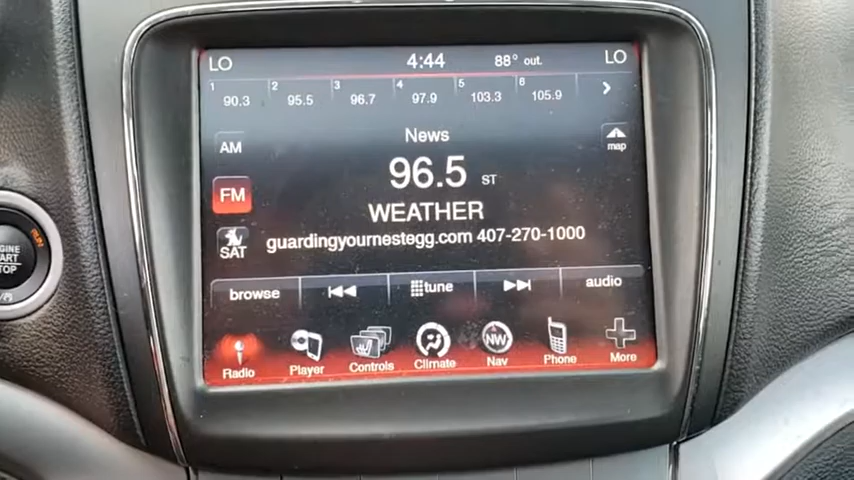 LO 4:44 88° out. LO
1 90.3 2 95.5 3 96.7 4 97.9 5 103.3 6 105.9
AM News map
FM 96.5 ST
WEATHER
SAT guardingyournestegg.com 407-270-1000
browse tune audio
Radio Player Controls Climate NW Nav Phone More
ENGINE
START
STOP
RUN